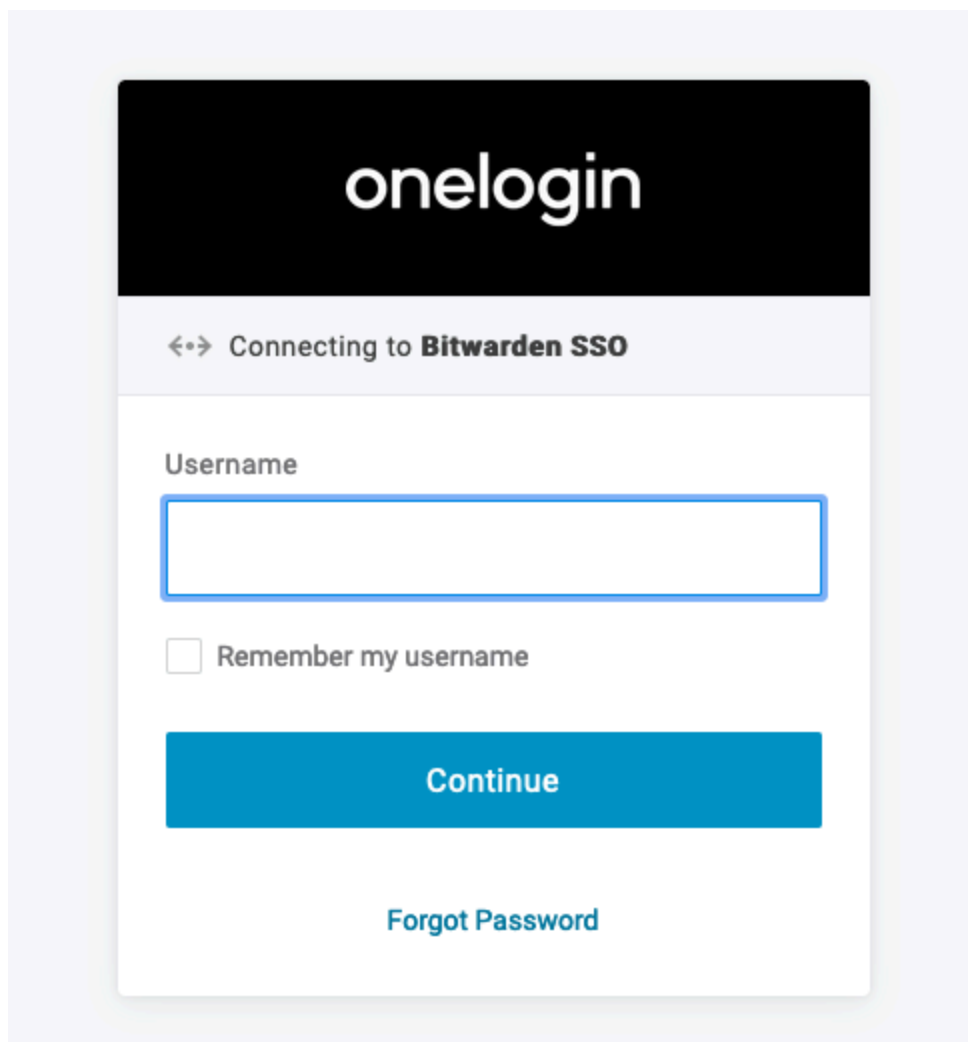 onelogin
Connecting to Bitwarden SSO
Username
Remember my username
Continue
Forgot Password